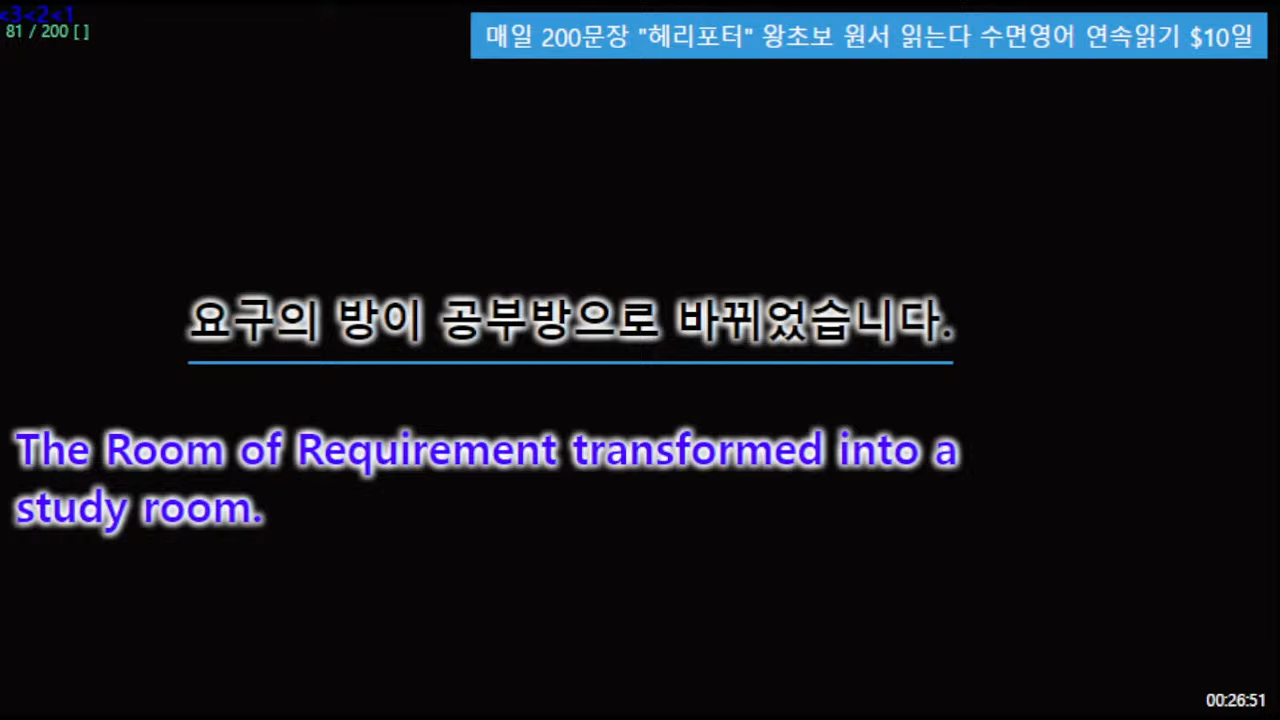 <3<2<1
81 / 200 [ ]
매일 200문장 "헤리포터" 왕초보 원서 읽는다 수면영어 연속읽기 $10일
요구의 방이 공부방으로 바뀌었습니다.
The Room of Requirement transformed into a
study room.
00:26:51